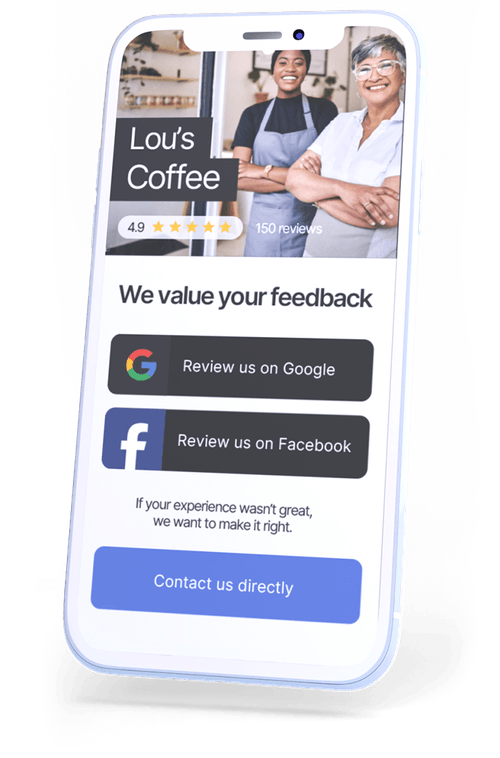 Lou's
Coffee
4.9
150 reviews
We value your feedback
Review us on Google
Review us on Facebook
If your experience wasn't great,
we want to make it right.
Contact us directly